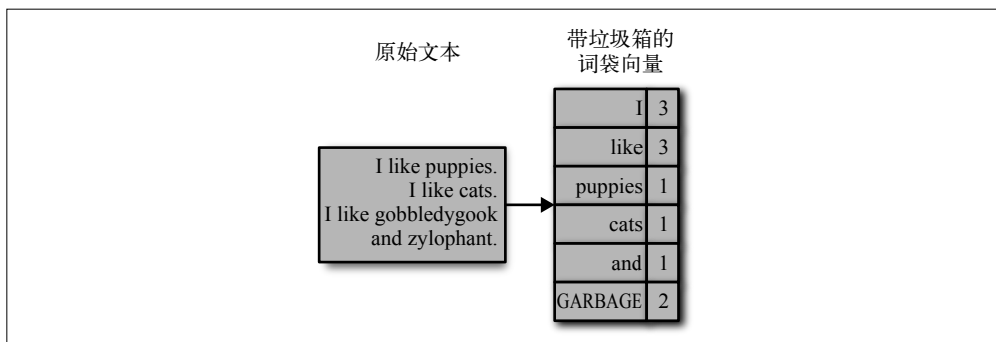 原始文本
带垃圾箱的
词袋向量
I like puppies.
I like cats.
I like gobbledygook
and zylophant.
I 3
like 3
puppies 1
cats 1
and 1
GARBAGE 2